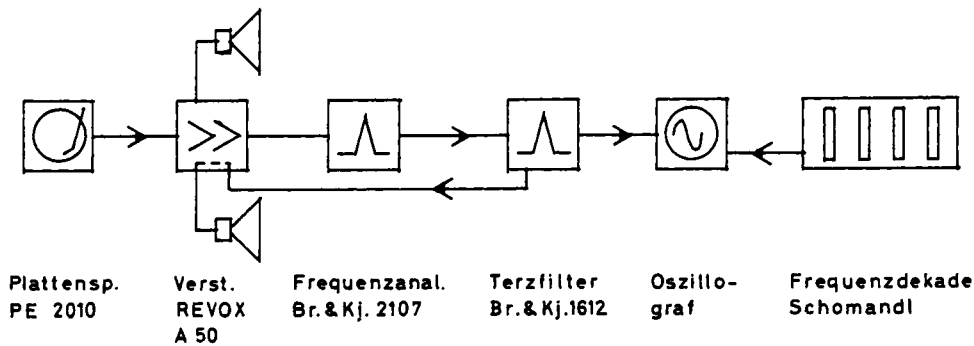 Plattensp.
PE 2010
Verst.
REVOX
A 50
Frequenzanal.
Br.&Kj. 2107
Terzfilter
Br.&Kj.1612
Oszillo-
graf
Frequenzdekade
Schomandl